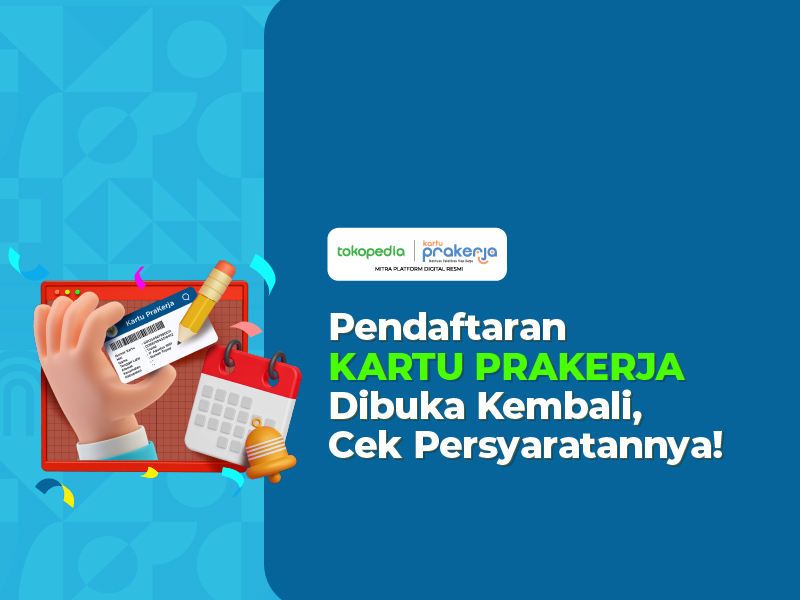 tokopedia
kartu
prakerja
MITRA PLATFORM DIGITAL RESMI
Pendaftaran
KARTU PRAKERJA
Dibuka Kembali,
Cek Persyaratannya!
Kartu PraKerja